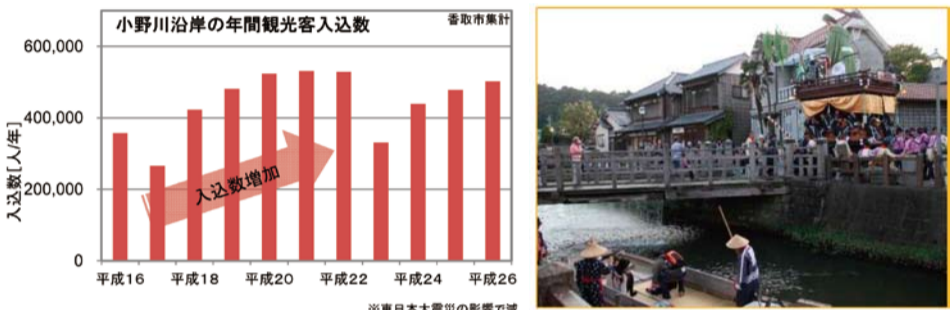 小野川沿岸の年間観光客入込数
香取市集計
入込数[人/年]
600,000
400,000
200,000
0
入込数増加
平成16 平成18 平成20 平成22 平成24 平成26
※東日本大震災の影響で減